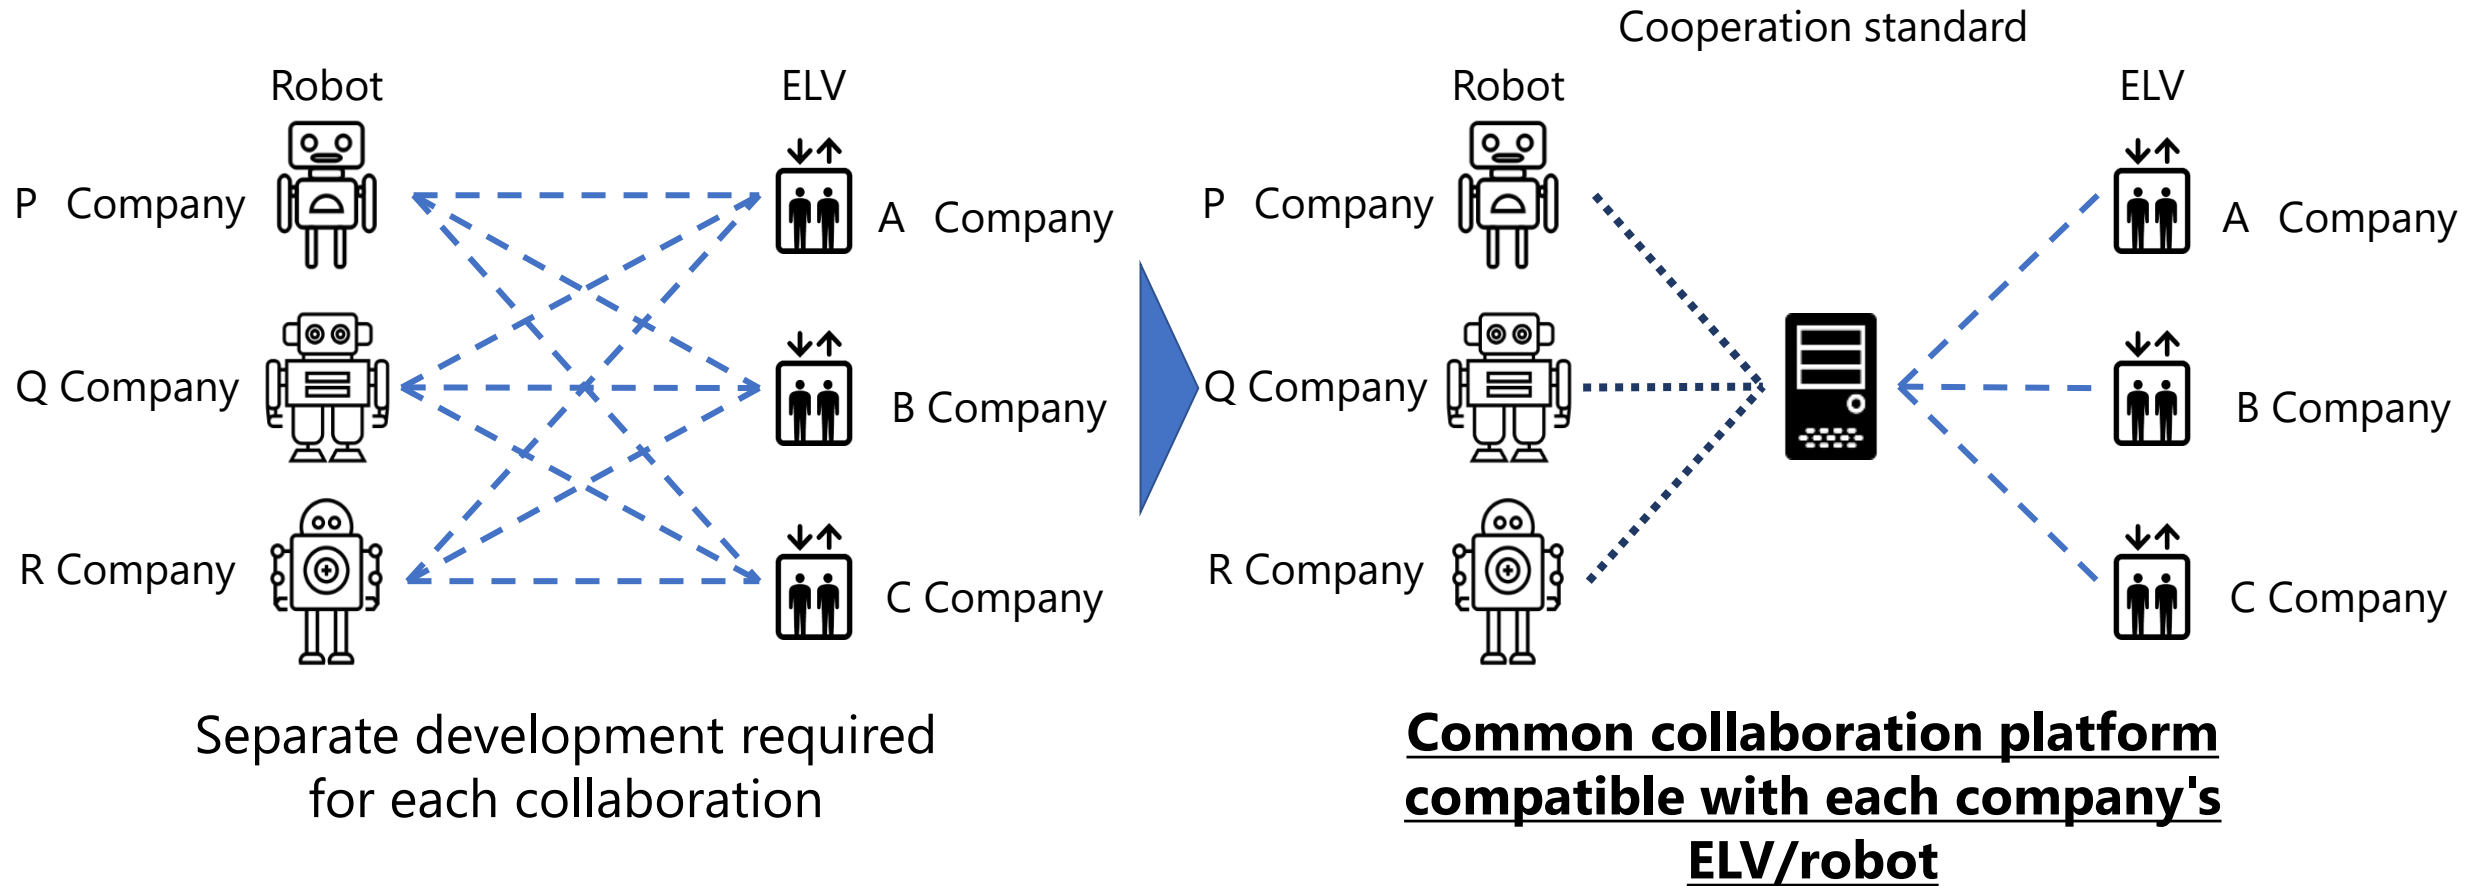 Robot
ELV
P Company
A Company
Q Company
B Company
R Company
C Company
Separate development required
for each collaboration
Cooperation standard
Robot
ELV
P Company
A Company
Q Company
B Company
R Company
C Company
Common collaboration platform
compatible with each company's
ELV/robot